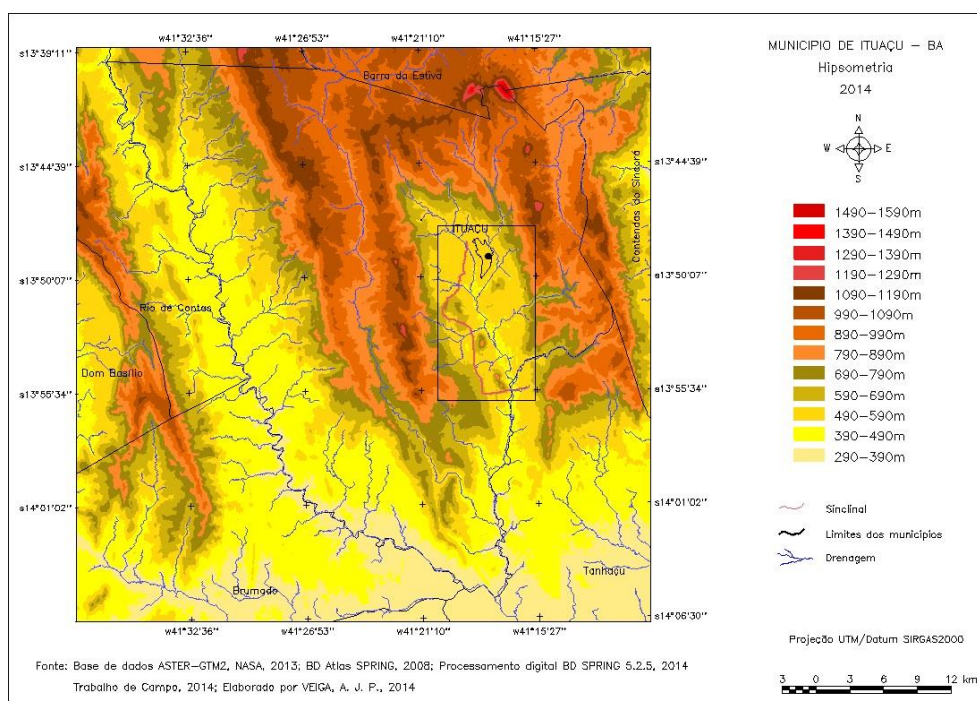 w41°32'36" w41°26'53" w41°21'10" w41°15'27"
s13°39'11"
Barra da Estiva
s13°44'39"
Contendas do Sincorá
ITUAÇU
s13°50'07" s13°50'07"
Rio de Contas
Dom Basílio
s13°55'34" s13°55'34"
s14°01'02" s14°01'02"
Tanhaçu
Brumado
s14°06'30"
w41°32'36" w41°26'53" w41°21'10" w41°15'27"
MUNICIPIO DE ITUAÇU - BA
Hipsometria
2014
N
W E
S
1490-1590m
1390-1490m
1290-1390m
1190-1290m
1090-1190m
990-1090m
890-990m
790-890m
690-790m
590-690m
490-590m
390-490m
290-390m
Sinclinal
Limites dos municípios
Drenagem
Projeção UTM/Datum SIRGAS2000
3 0 3 6 9 12 km
Fonte: Base de dados ASTER-GTM2, NASA, 2013; BD Atlas SPRING, 2008; Processamento digital BD SPRING 5.2.5, 2014
Trabalho de Campo, 2014; Elaborado por VEIGA, A. J. P., 2014